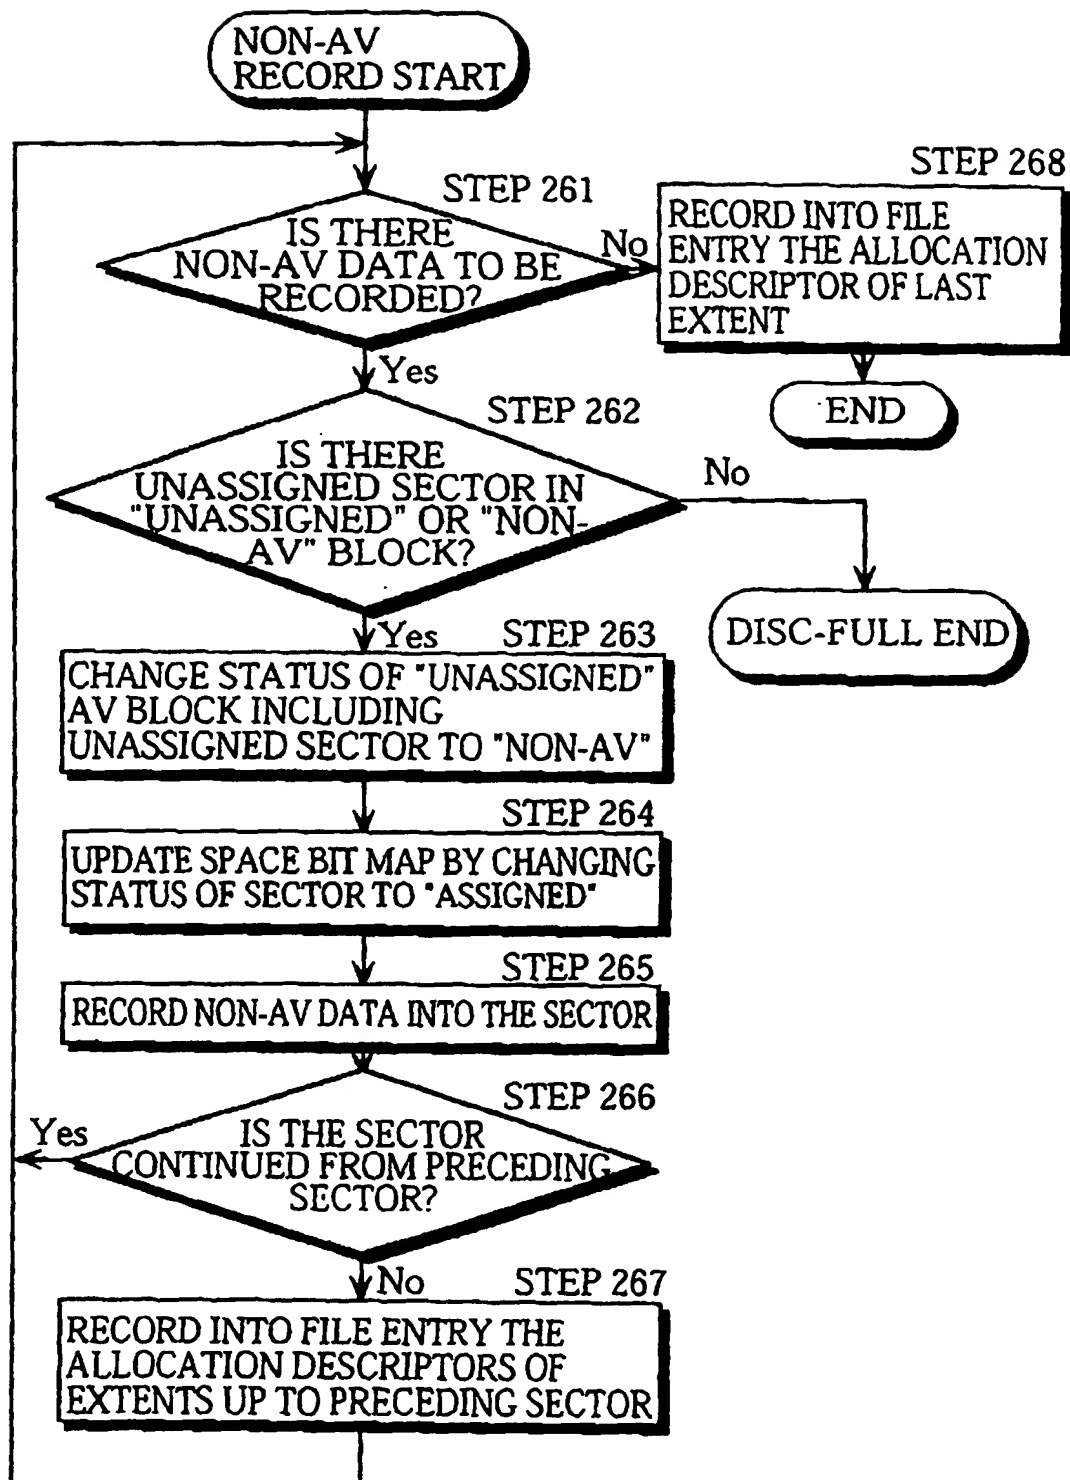 NON-AV
RECORD START
STEP 261
IS THERE
NON-AV DATA TO BE
RECORDED?
No
STEP 268
RECORD INTO FILE
ENTRY THE ALLOCATION
DESCRIPTOR OF LAST
EXTENT
END
Yes
STEP 262
IS THERE
UNASSIGNED SECTOR IN
"UNASSIGNED" OR "NON-
AV" BLOCK?
No
DISC-FULL END
Yes
STEP 263
CHANGE STATUS OF "UNASSIGNED"
AV BLOCK INCLUDING
UNASSIGNED SECTOR TO "NON-AV"
STEP 264
UPDATE SPACE BIT MAP BY CHANGING
STATUS OF SECTOR TO "ASSIGNED"
STEP 265
RECORD NON-AV DATA INTO THE SECTOR
STEP 266
Yes
IS THE SECTOR
CONTINUED FROM PRECEDING
SECTOR?
No
STEP 267
RECORD INTO FILE ENTRY THE
ALLOCATION DESCRIPTORS OF
EXTENTS UP TO PRECEDING SECTOR